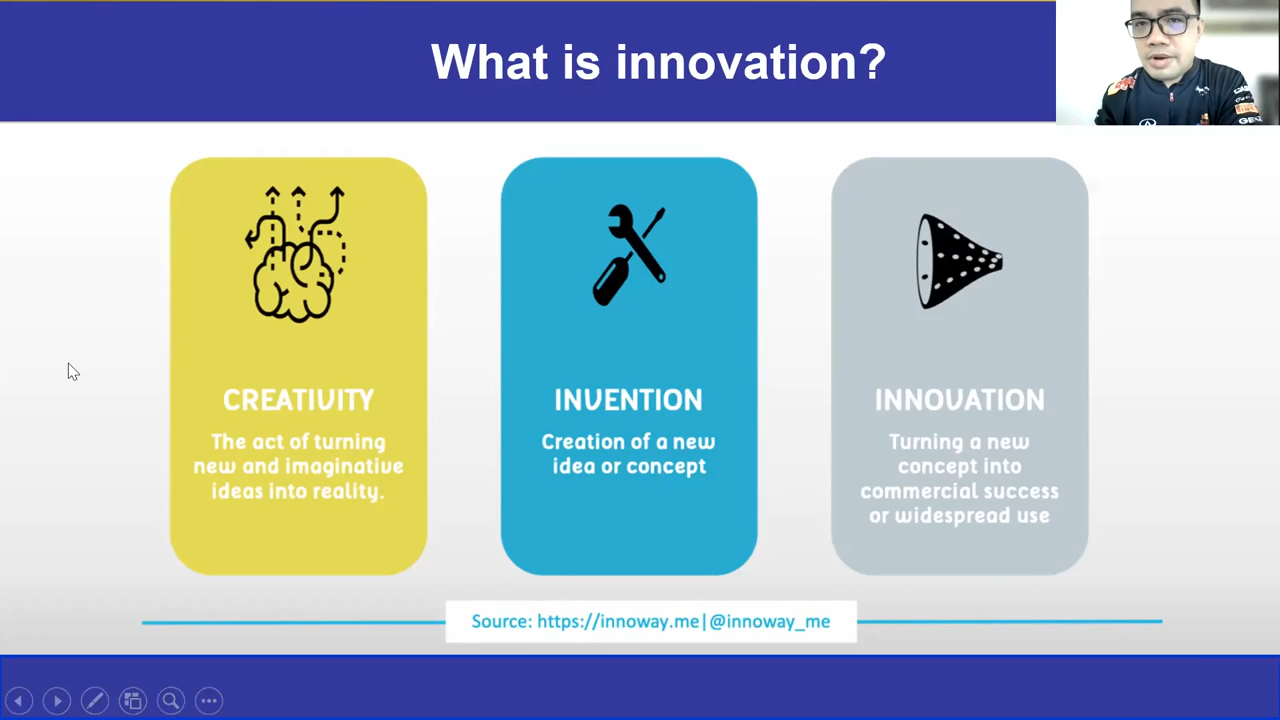 What is innovation?
CREATIVITY
The act of turning
new and imaginative
ideas into reality.
INVENTION
Creation of a new
idea or concept
INNOVATION
Turning a new
concept into
commercial success
or widespread use
Source: https://innoway.me|@innoway_me